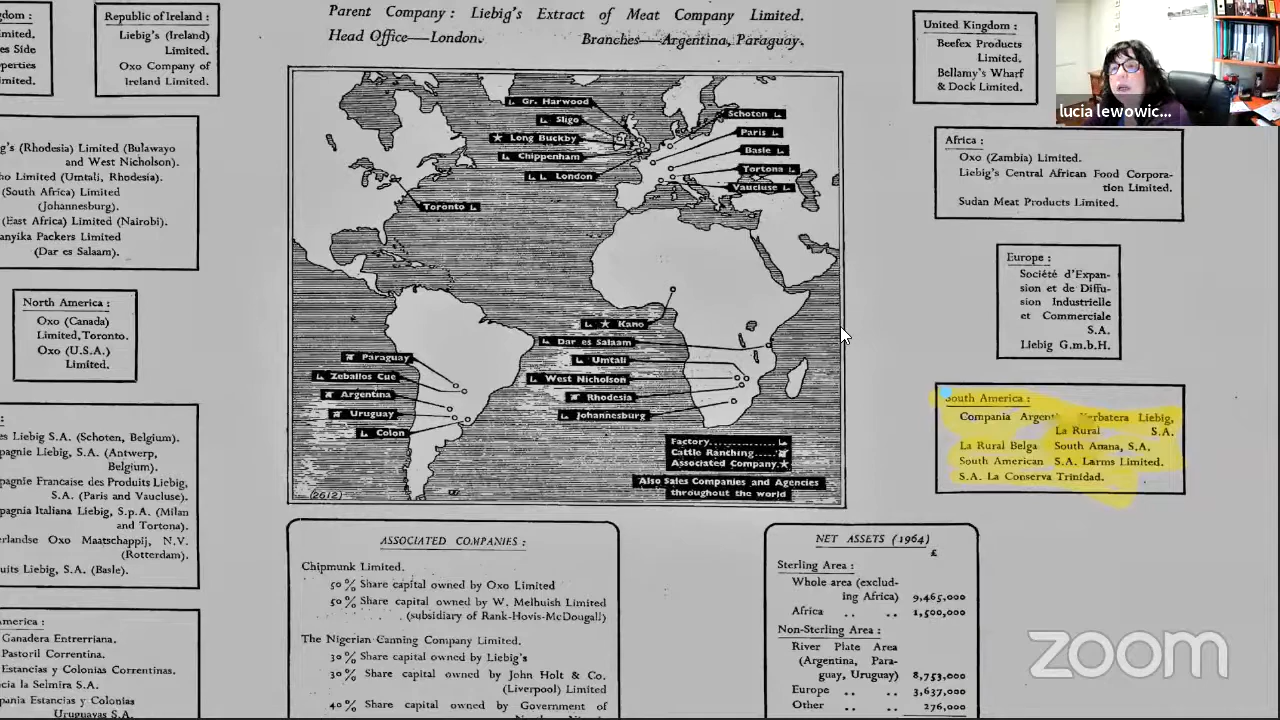 Parent Company : Liebig's Extract of Meat Company Limited.
Head Office—London. Branches—Argentina, Paraguay.
Republic of Ireland :
Liebig's (Ireland)
Limited.
Oxo Company of
Ireland Limited.
United Kingdom :
Beefex Products
Limited.
Bellamy's Wharf
& Dock Limited.
lucia lewowic...
(Rhodesia) Limited (Bulawayo
and West Nicholson).
Limited (Umtali, Rhodesia).
(South Africa) Limited
(Johannesburg).
(East Africa) Limited (Nairobi).
Packers Limited
(Dar es Salaam).
North America :
Oxo (Canada)
Limited, Toronto.
Oxo (U.S.A.)
Limited.
Liebig S.A. (Schoten, Belgium).
Liebig, S.A. (Antwerp,
Belgium).
Francaise des Produits Liebig,
S.A. (Paris and Vaucluse).
Italiana Liebig, S.p.A. (Milan
and Tortona).
Oxo Maatschappij, N.V.
(Rotterdam).
Liebig, S.A. (Basle).
Ganadera Entrerriana.
Pastoril Correntina.
Estancias y Colonias Correntinas.
la Selmira S.A.
Estancias y Colonias
Uruguayas S.A.
Gr. Harwood
Sligo
Long Buckby
Chippenham
London
Toronto
Schoten
Paris
Basle
Tortona
Vaucluse
Kano
Dar es Salaam
Umtali
West Nicholson
Rhodesia
Johannesburg
Paraguay
Zeballos Cue
Argentina
Uruguay
Colon
Factory
Cattle Ranching
Associated Company
Also Sales Companies and Agencies
throughout the world
(2612)
Africa :
Oxo (Zambia) Limited.
Liebig's Central African Food Corpora-
tion Limited.
Sudan Meat Products Limited.
Europe :
Société d'Expan-
sion et de Diffu-
sion Industrielle
et Commerciale
S.A.
Liebig G.m.b.H.
South America :
Compania Yerbatera Liebig,
La Rural S.A.
La Rural Belga South S.A.
South American S.A. Limited.
S.A. La Conserva Trinidad.
ASSOCIATED COMPANIES :
Chipmunk Limited.
50% Share capital owned by Oxo Limited
50% Share capital owned by W. Melhuish Limited
(subsidiary of Rank-Hovis-McDougall)
The Nigerian Canning Company Limited.
30% Share capital owned by Liebig's
30% Share capital owned by John Holt & Co.
(Liverpool) Limited
40% Share capital owned by Government of
NET ASSETS (1964)
£
Sterling Area :
Whole area (exclud-
ing Africa) 9,465,000
Africa .. .. 1,500,000
Non-Sterling Area :
River Plate Area
(Argentina, Para-
guay, Uruguay) 8,753,000
Europe .. .. 3,637,000
Other .. .. 276,000
zoom